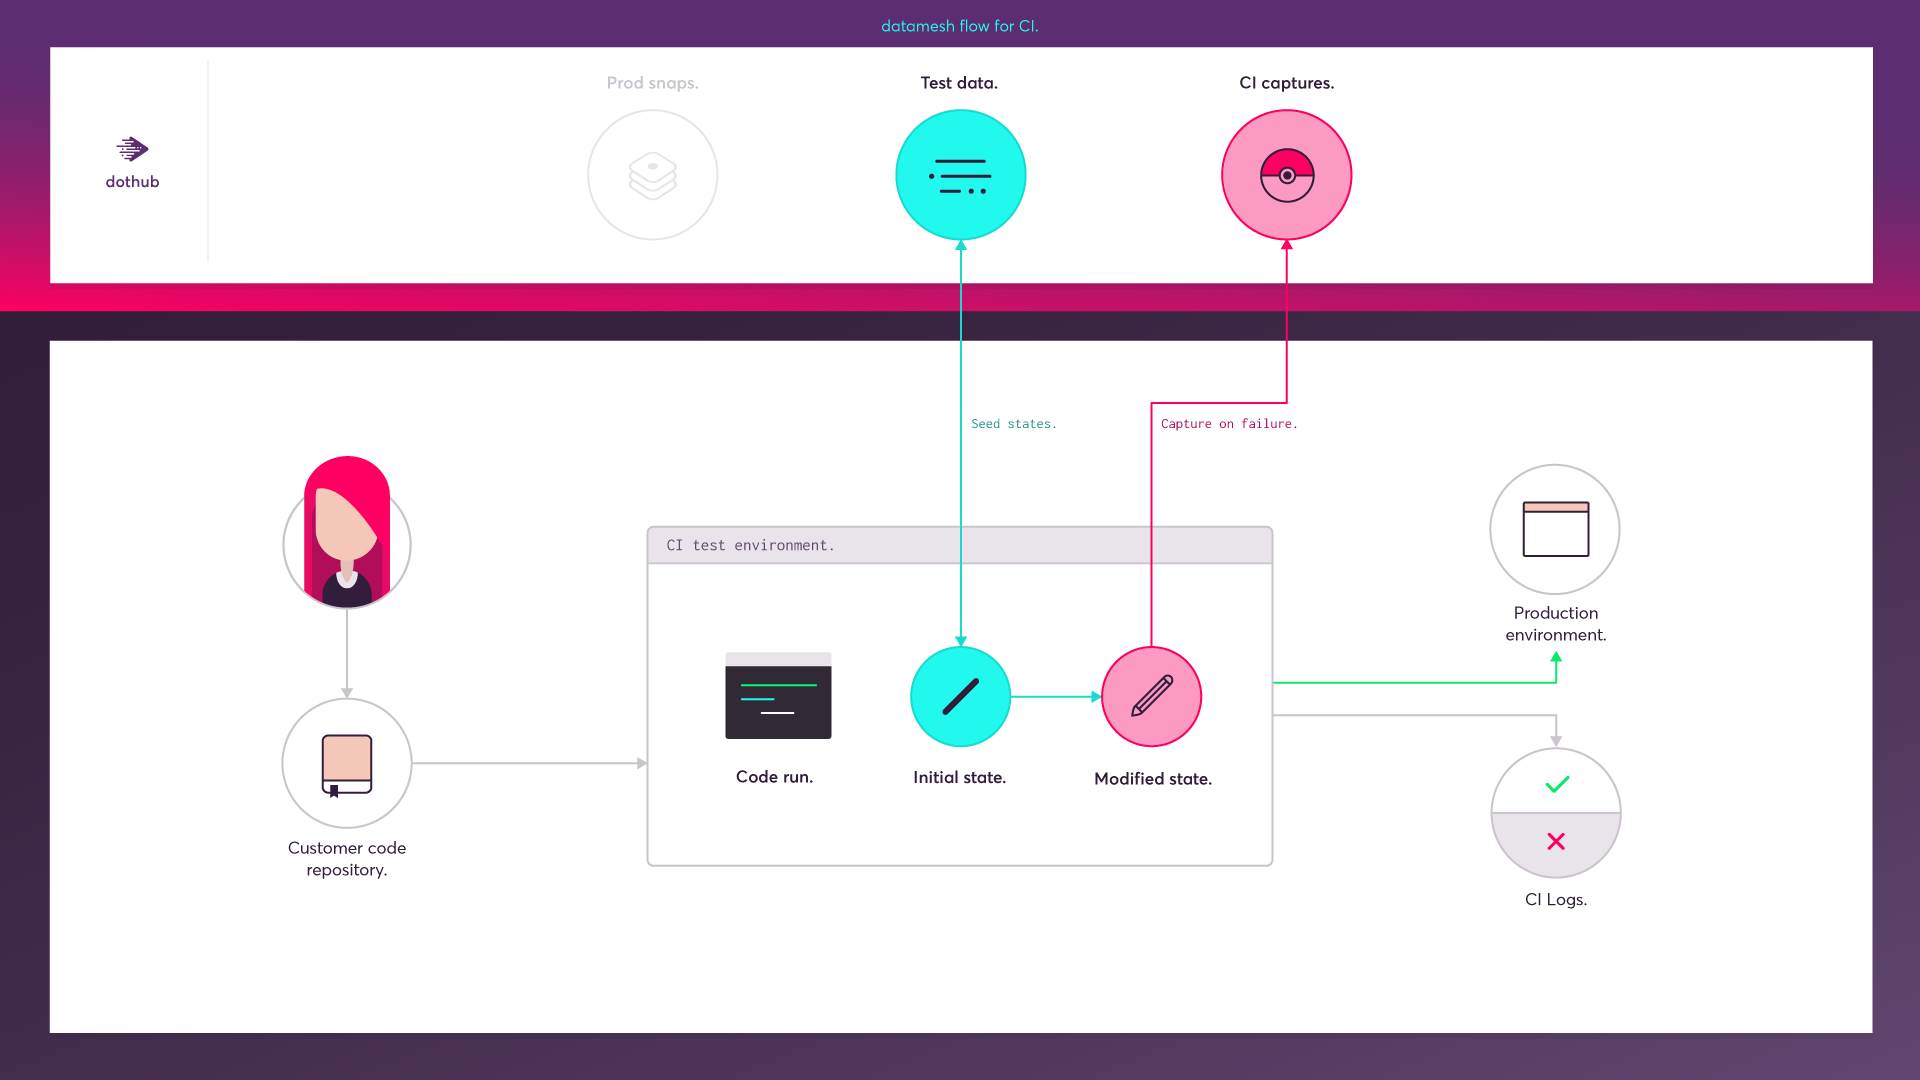 datamesh flow for CI.
dothub
Prod snaps.
Test data.
CI captures.
Seed states.
Capture on failure.
CI test environment.
Code run.
Initial state.
Modified state.
Customer code
repository.
Production
environment.
CI Logs.